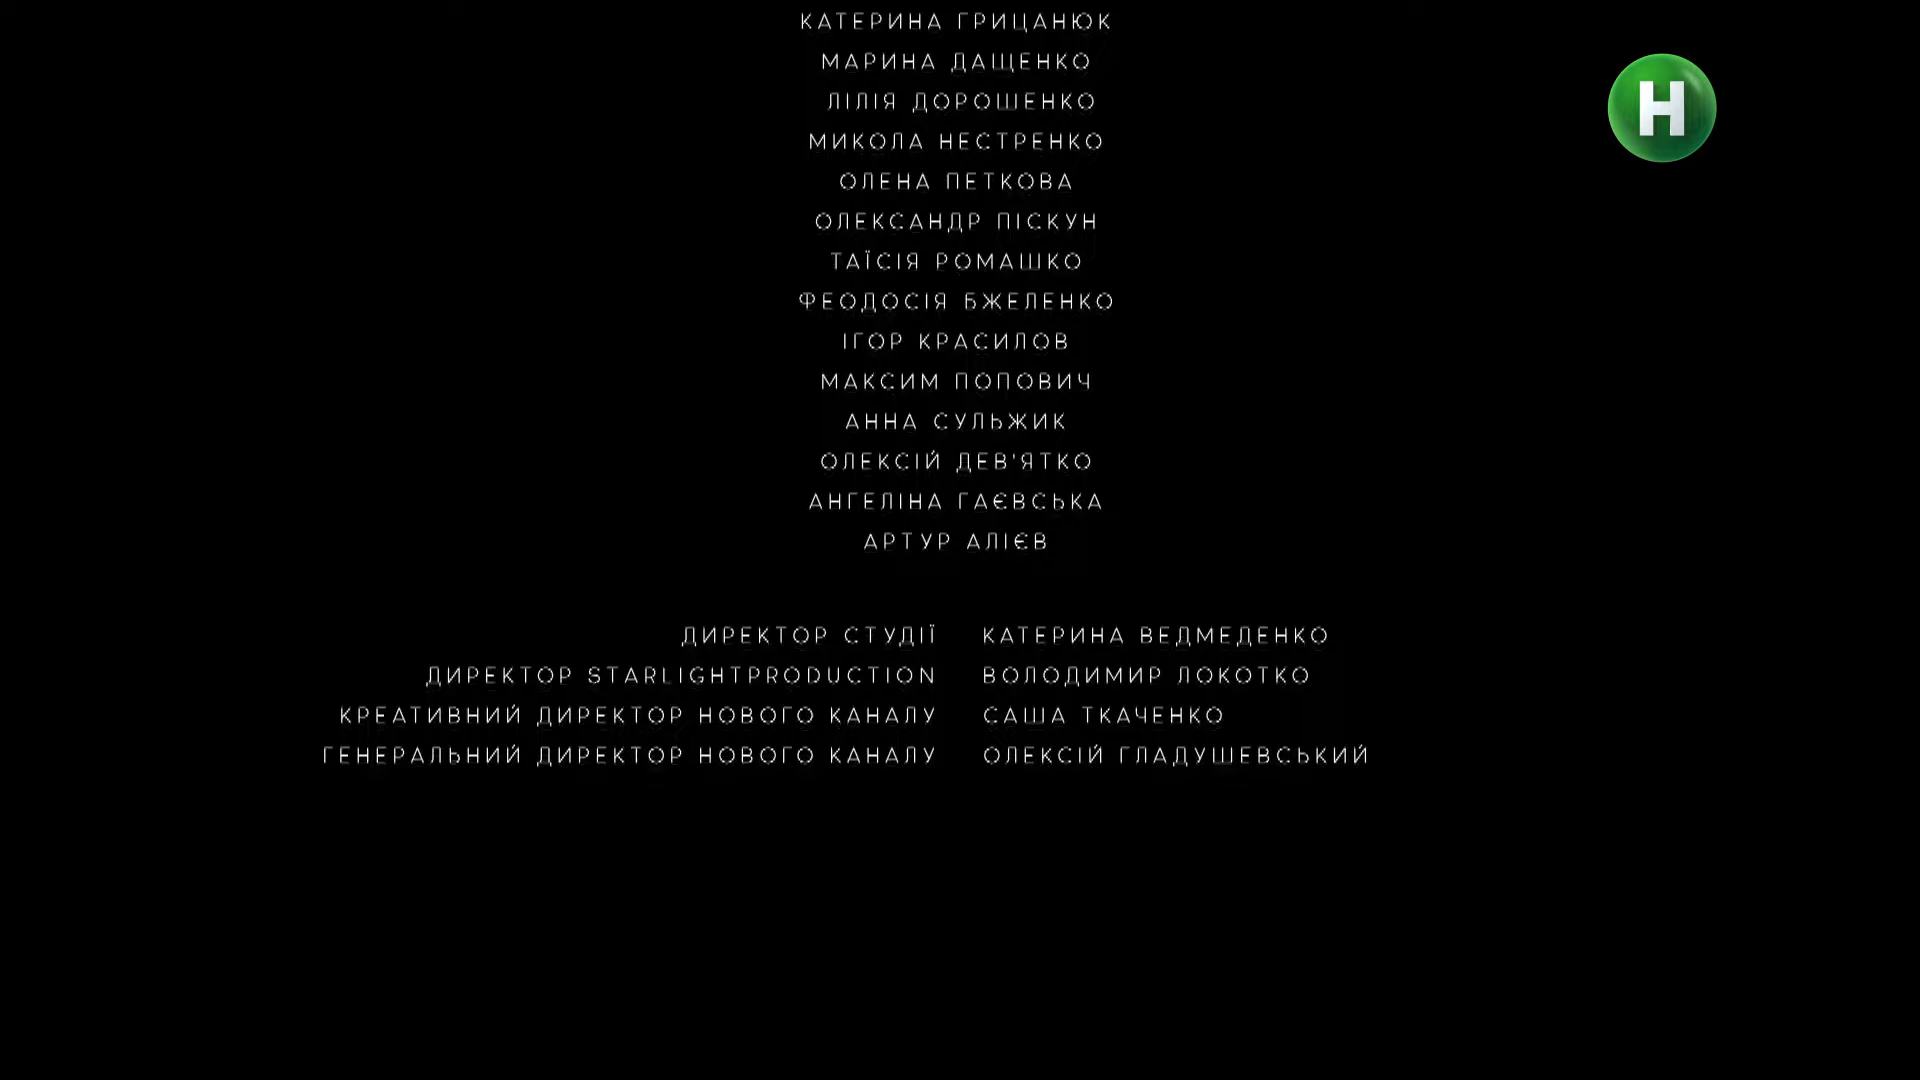 КАТЕРИНА ГРИЦАНЮК
МАРИНА ДАЩЕНКО
Н
ЛІЛІЯ ДОРОШЕНКО
МИКОЛА НЕСТРЕНКО
ОЛЕНА ПЕТКОВА
ОЛЕКСАНДР ПІСКУН
ТАЇСІЯ РОМАШКО
ФЕОДОСІЯ БЖЕЛЕНКО
ІГОР КРАСИЛОВ
МАКСИМ ПОПОВИЧ
АННА СУЛЬЖИК
ОЛЕКСІЙ ДЕВ'ЯТКО
АНГЕЛІНА ГАЄВСЬКА
АРТУР АЛІЄВ
ДИРЕКТОР СТУДІЇ КАТЕРИНА ВЕДМЕДЕНКО
ДИРЕКТОР STARLIGHTPRODUCTION ВОЛОДИМИР ЛОКОТКО
КРЕАТИВНИЙ ДИРЕКТОР НОВОГО КАНАЛУ САША ТКАЧЕНКО
ГЕНЕРАЛЬНИЙ ДИРЕКТОР НОВОГО КАНАЛУ ОЛЕКСІЙ ГЛАДУШЕВСЬКИЙ